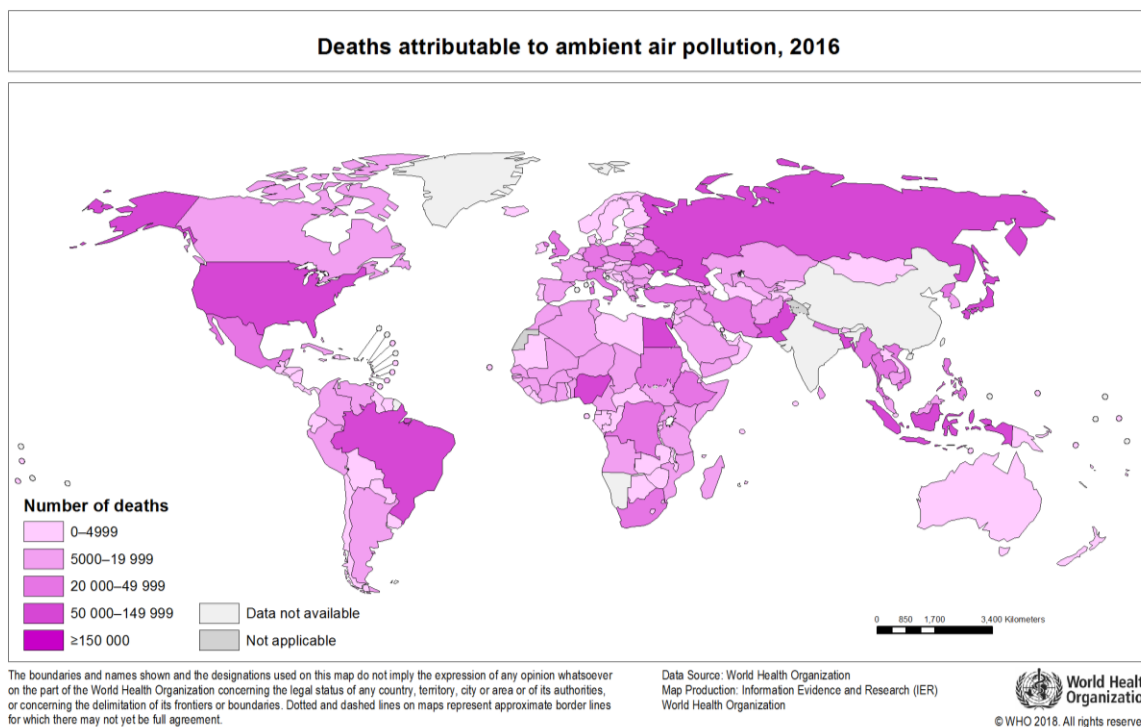 Deaths attributable to ambient air pollution, 2016
Number of deaths
0–4999
5000–19 999
20 000–49 999
50 000–149 999
≥150 000
Data not available
Not applicable
0 850 1,700 3,400 Kilometers
The boundaries and names shown and the designations used on this map do not imply the expression of any opinion whatsoever
on the part of the World Health Organization concerning the legal status of any country, territory, city or area or of its authorities,
or concerning the delimitation of its frontiers or boundaries. Dotted and dashed lines on maps represent approximate border lines
for which there may not yet be full agreement.
Data Source: World Health Organization
Map Production: Information Evidence and Research (IER)
World Health Organization
World Health
Organizatio
© WHO 2018. All rights reserve